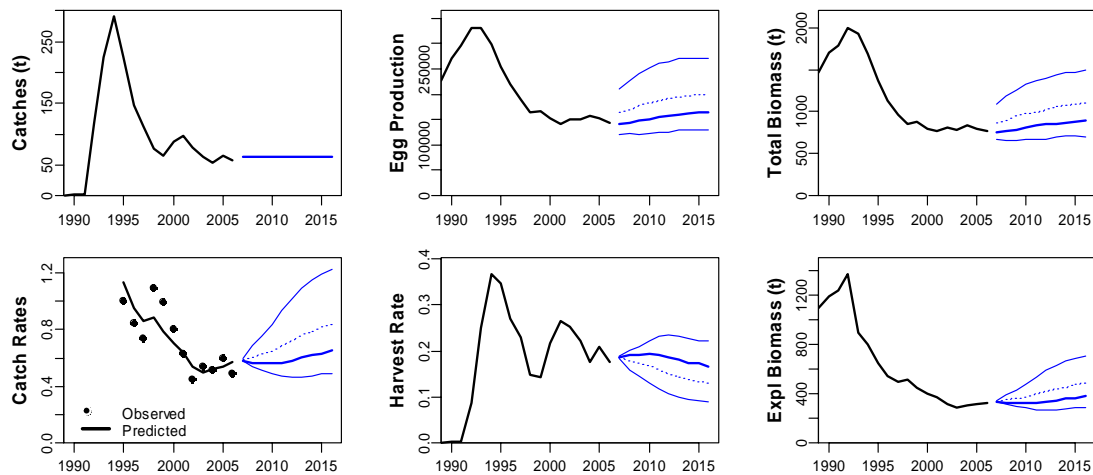 Catches (t)
0 50 150 250
1990 1995 2000 2005 2010 2015
Egg Production
0 100000 250000
1990 1995 2000 2005 2010 2015
Total Biomass (t)
0 500 1000 2000
1990 1995 2000 2005 2010 2015
Catch Rates
0.0 0.4 0.8 1.2
Observed
Predicted
1990 1995 2000 2005 2010 2015
Harvest Rate
0.0 0.1 0.2 0.3 0.4
1990 1995 2000 2005 2010 2015
Expl Biomass (t)
0 400 800 1400
1990 1995 2000 2005 2010 2015